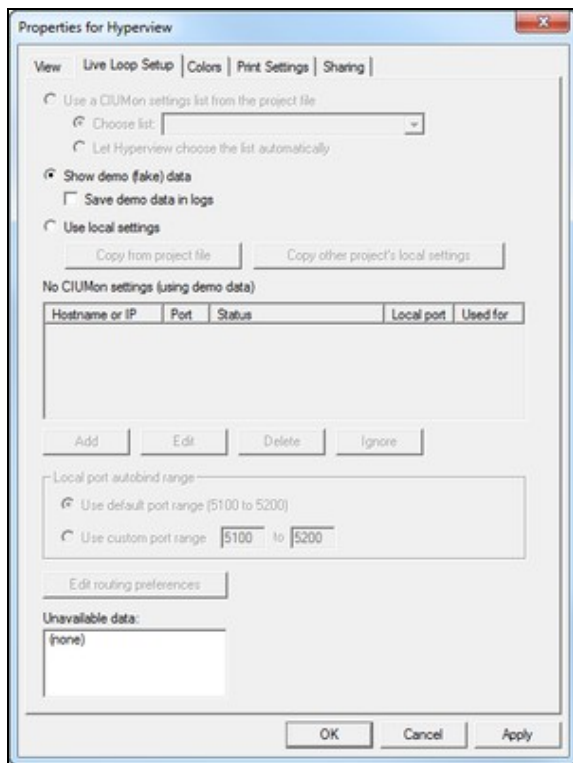 Properties for Hyperview
View Live Loop Setup Colors Print Settings Sharing
Use a CIUMon settings list from the project file
Choose list:
Let Hyperview choose the list automatically
Show demo (fake) data
Save demo data in logs
Use local settings
Copy from project file Copy other project's local settings
No CIUMon settings (using demo data)
Hostname or IP Port Status Local port Used for
Add Edit Delete Ignore
Local port autobind range
Use default port range (5100 to 5200)
Use custom port range 5100 to 5200
Edit routing preferences
Unavailable data:
(none)
OK Cancel Apply